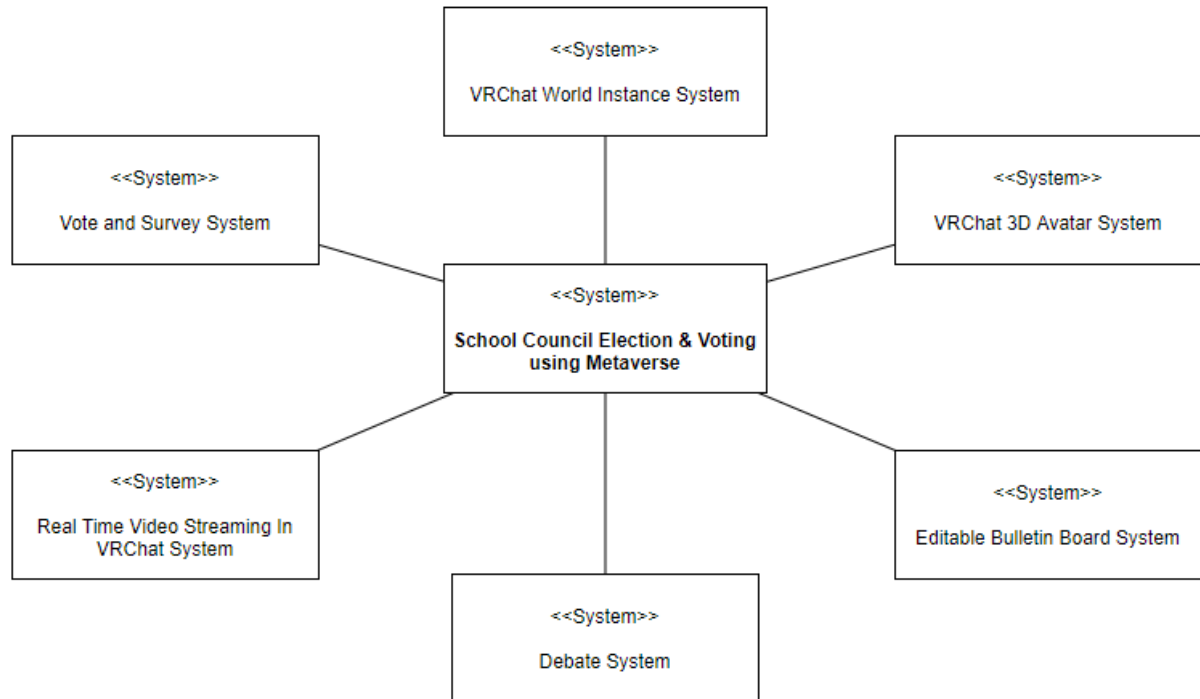 <<System>>
VRChat World Instance System
<<System>>
Vote and Survey System
<<System>>
VRChat 3D Avatar System
<<System>>
School Council Election & Voting
using Metaverse
<<System>>
Real Time Video Streaming In
VRChat System
<<System>>
Editable Bulletin Board System
<<System>>
Debate System